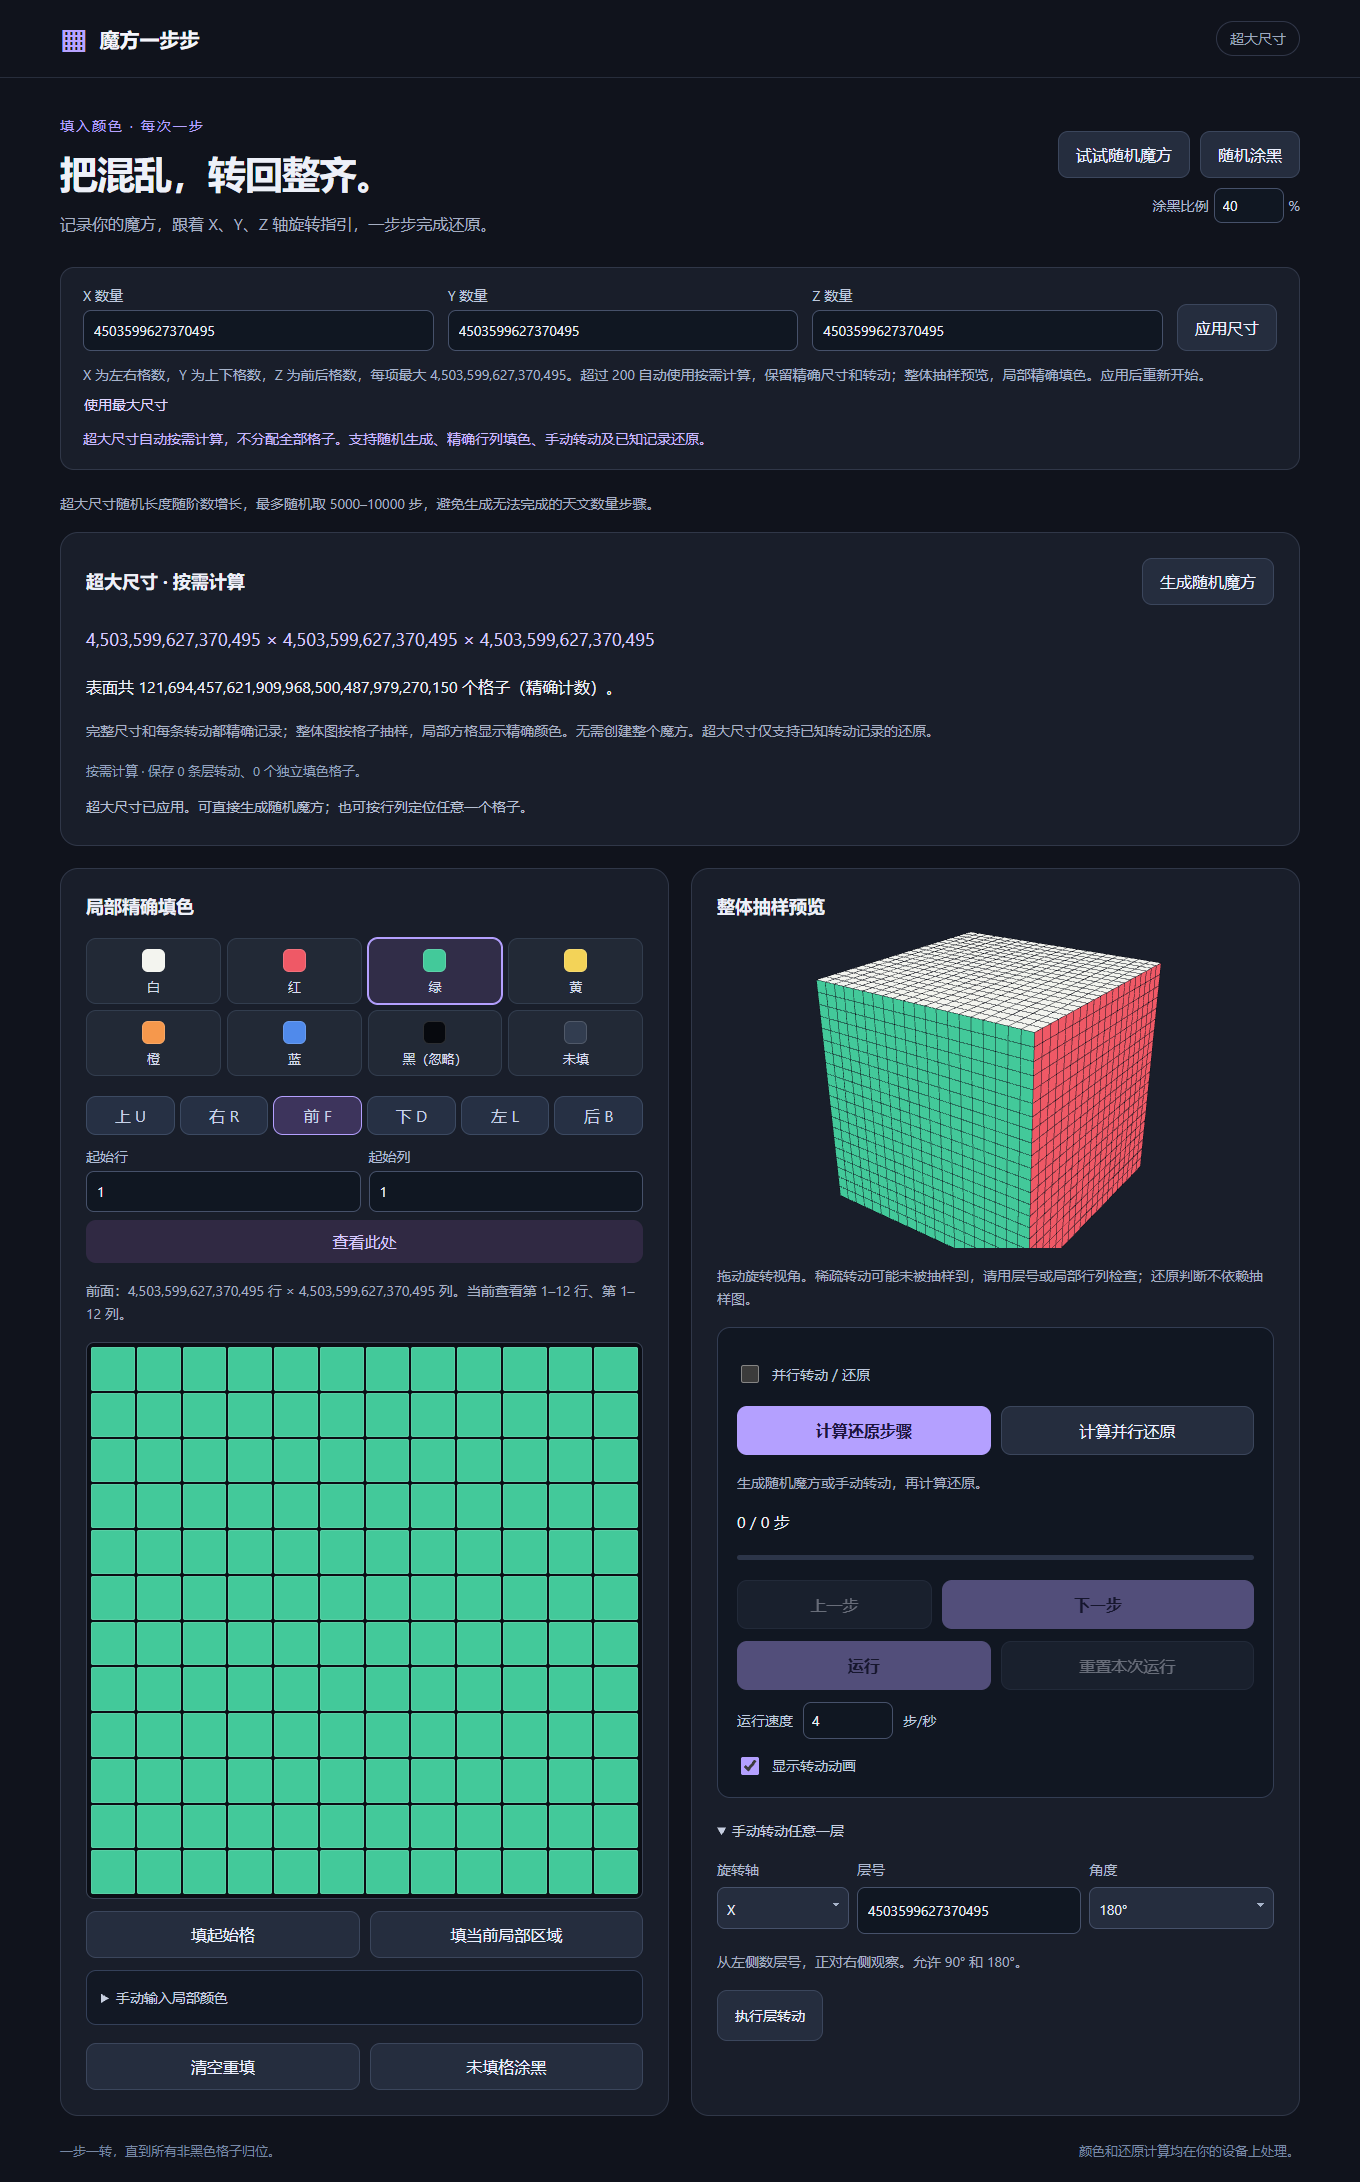 魔方一步步
超大尺寸
填入颜色 · 每次一步
把混乱，转回整齐。
记录你的魔方，跟着 X、Y、Z 轴旋转指引，一步步完成还原。
试试随机魔方
随机涂黑
涂黑比例 40 %
X 数量
Y 数量
Z 数量
4503599627370495
4503599627370495
4503599627370495
应用尺寸
X 为左右格数，Y 为上下格数，Z 为前后格数，每项最大 4,503,599,627,370,495。超过 200 自动使用按需计算，保留精确尺寸和转动；整体抽样预览，局部精确填色。应用后重新开始。
使用最大尺寸
超大尺寸自动按需计算，不分配全部格子。支持随机生成、精确行列填色、手动转动及已知记录还原。
超大尺寸随机长度随阶数增长，最多随机取 5000–10000 步，避免生成无法完成的天文数量步骤。
超大尺寸 · 按需计算
生成随机魔方
4,503,599,627,370,495 × 4,503,599,627,370,495 × 4,503,599,627,370,495
表面共 121,694,457,621,909,968,500,487,979,270,150 个格子（精确计数）。
完整尺寸和每条转动都精确记录；整体图按格子抽样，局部方格显示精确颜色。无需创建整个魔方。超大尺寸仅支持已知转动记录的还原。
按需计算 · 保存 0 条层转动、0 个独立填色格子。
超大尺寸已应用。可直接生成随机魔方；也可按行列定位任意一个格子。
局部精确填色
白
红
绿
黄
橙
蓝
黑（忽略）
未填
上 U
右 R
前 F
下 D
左 L
后 B
起始行
起始列
1
1
查看此处
前面：4,503,599,627,370,495 行 × 4,503,599,627,370,495 列。当前查看第 1–12 行、第 1–
12 列。
填起始格
填当前局部区域
手动输入局部颜色
清空重填
未填格涂黑
整体抽样预览
拖动旋转视角。稀疏转动可能未被抽样到，请用层号或局部行列检查；还原判断不依赖抽
样图。
并行转动 / 还原
计算还原步骤
计算并行还原
生成随机魔方或手动转动，再计算还原。
0 / 0 步
上一步
下一步
运行
重置本次运行
运行速度 4 步/秒
显示转动动画
手动转动任意一层
旋转轴
层号
角度
X
4503599627370495
180°
从左侧数层号，正对右侧观察。允许 90° 和 180°。
执行层转动
一步一转，直到所有非黑色格子归位。
颜色和还原计算均在你的设备上处理。